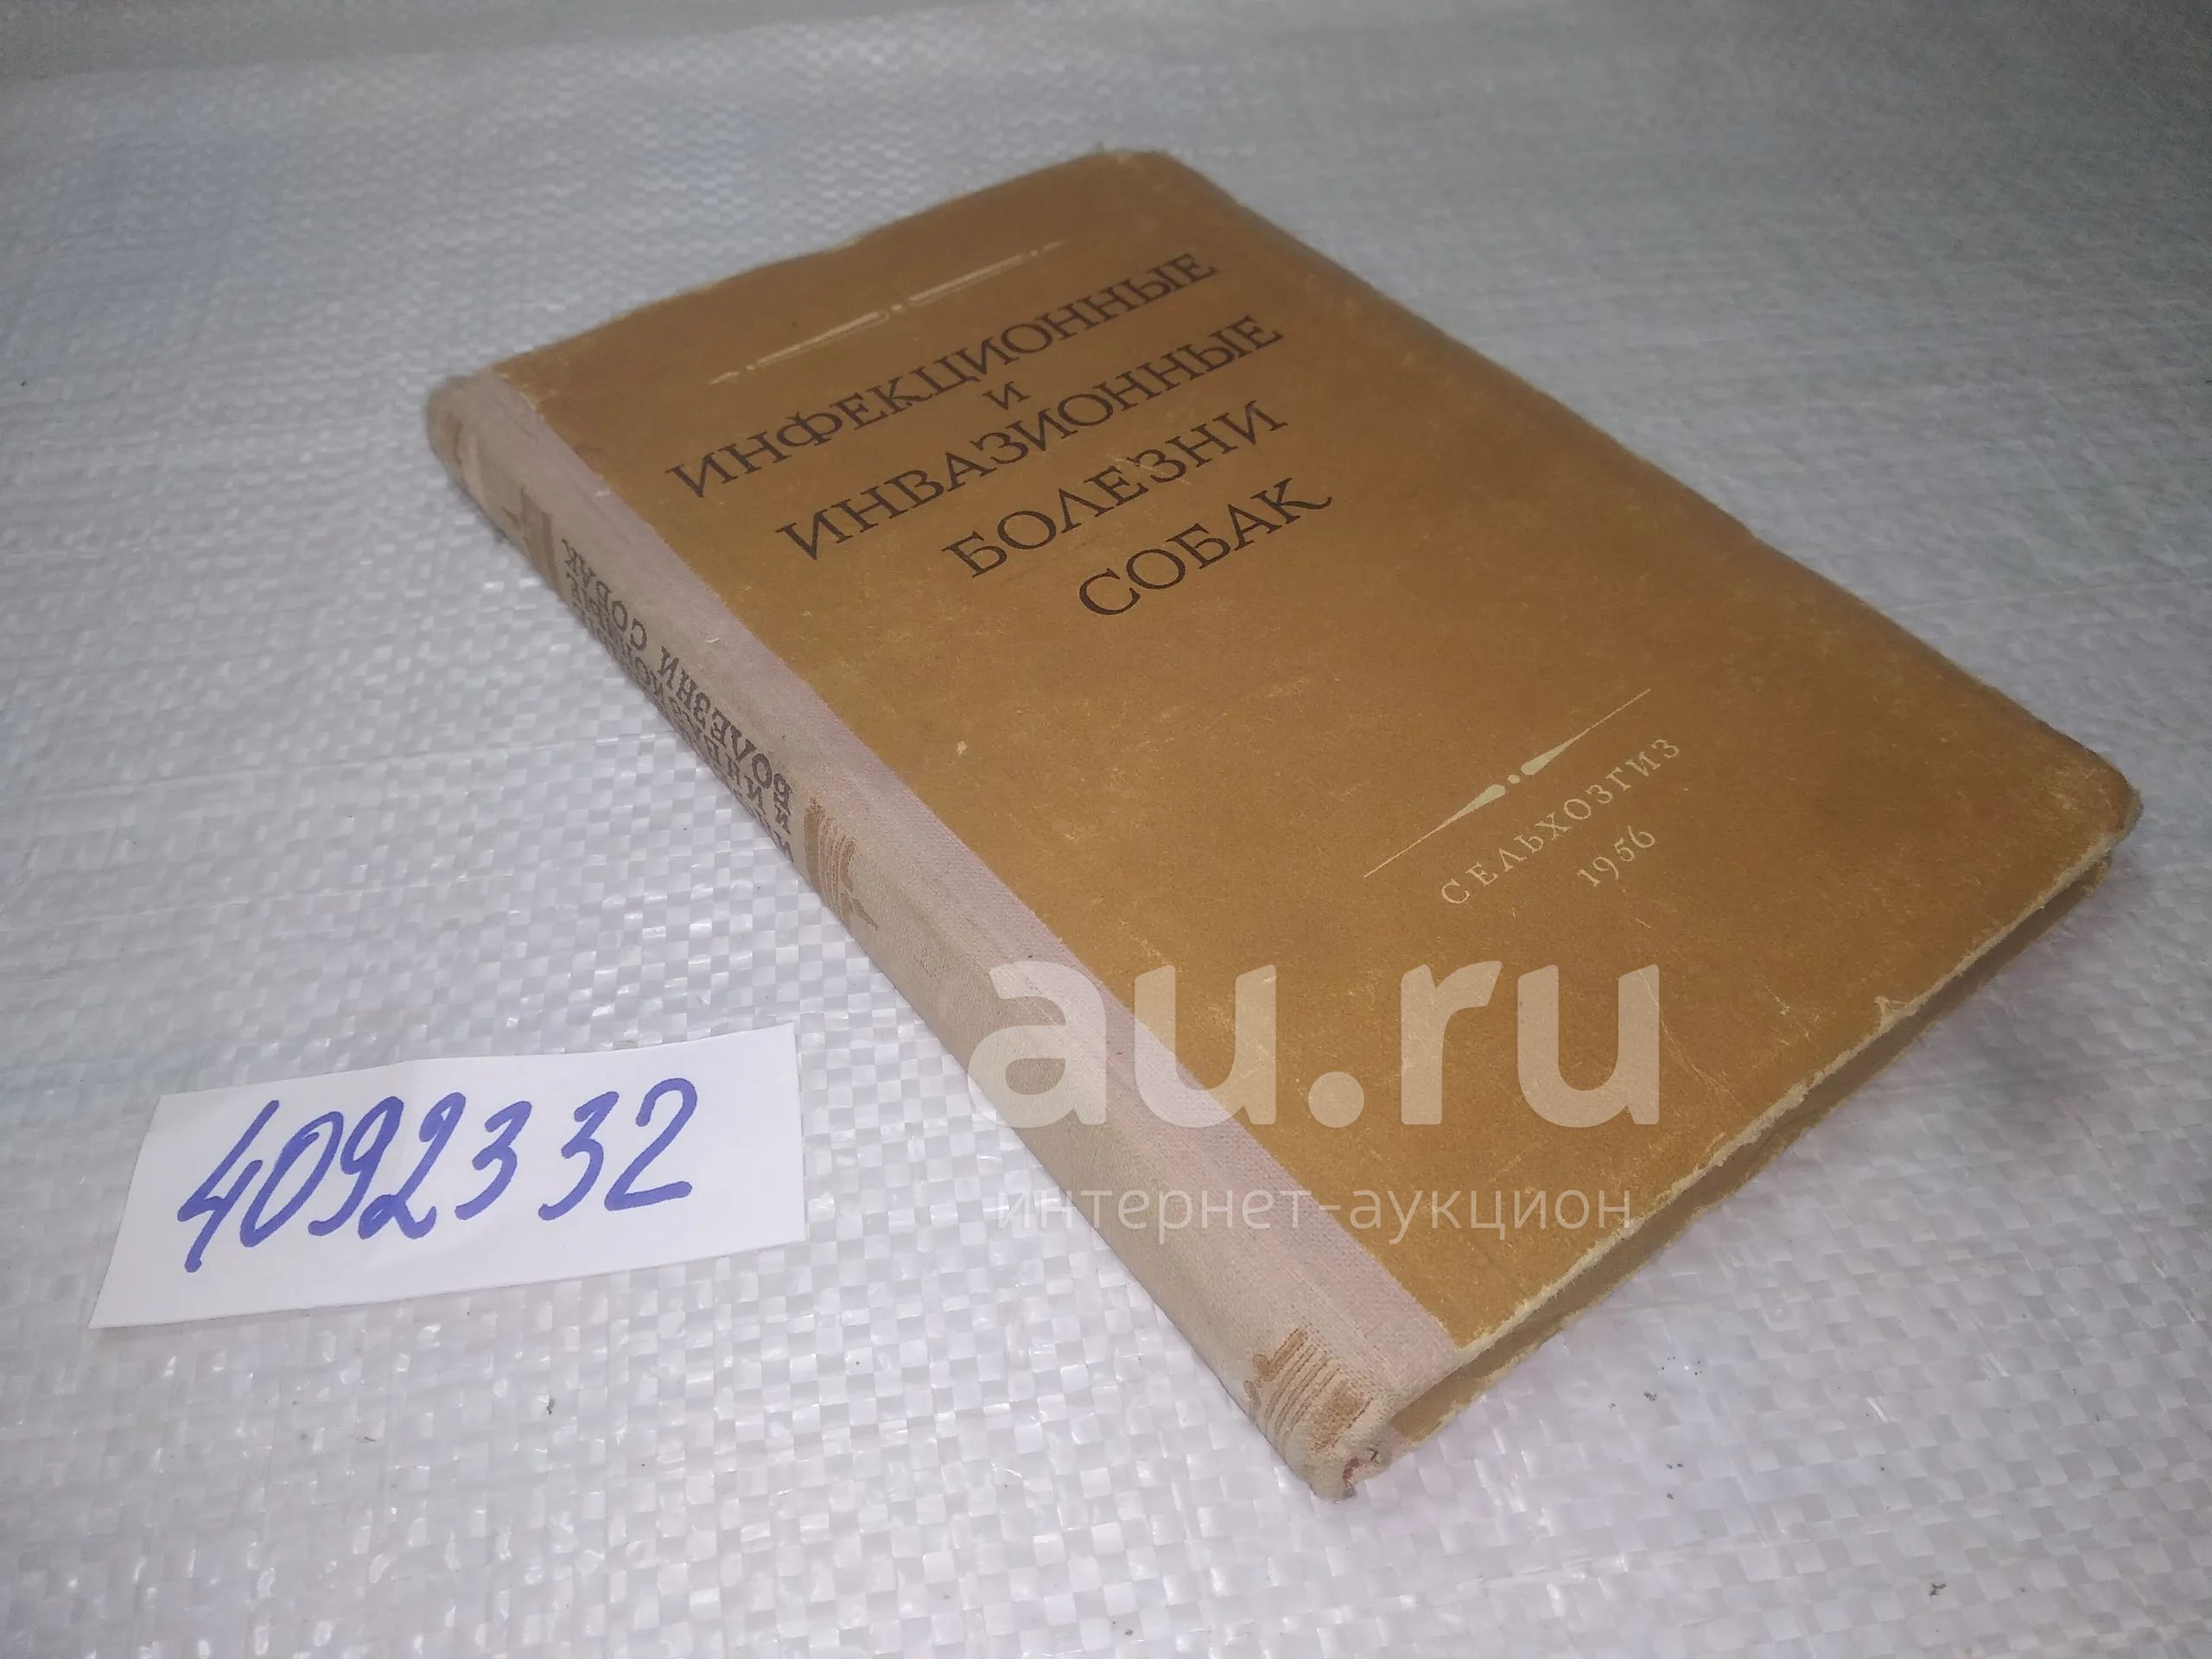 ИНФЕКЦИОННЫЕ
И
ИНВАЗИОННЫЕ
БОЛЕЗНИ
СОБАК
СЕЛЬХОЗГИЗ
1956
БОЛЕЗНИ СОБАК
4092332
au.ru
интернет-аукцион